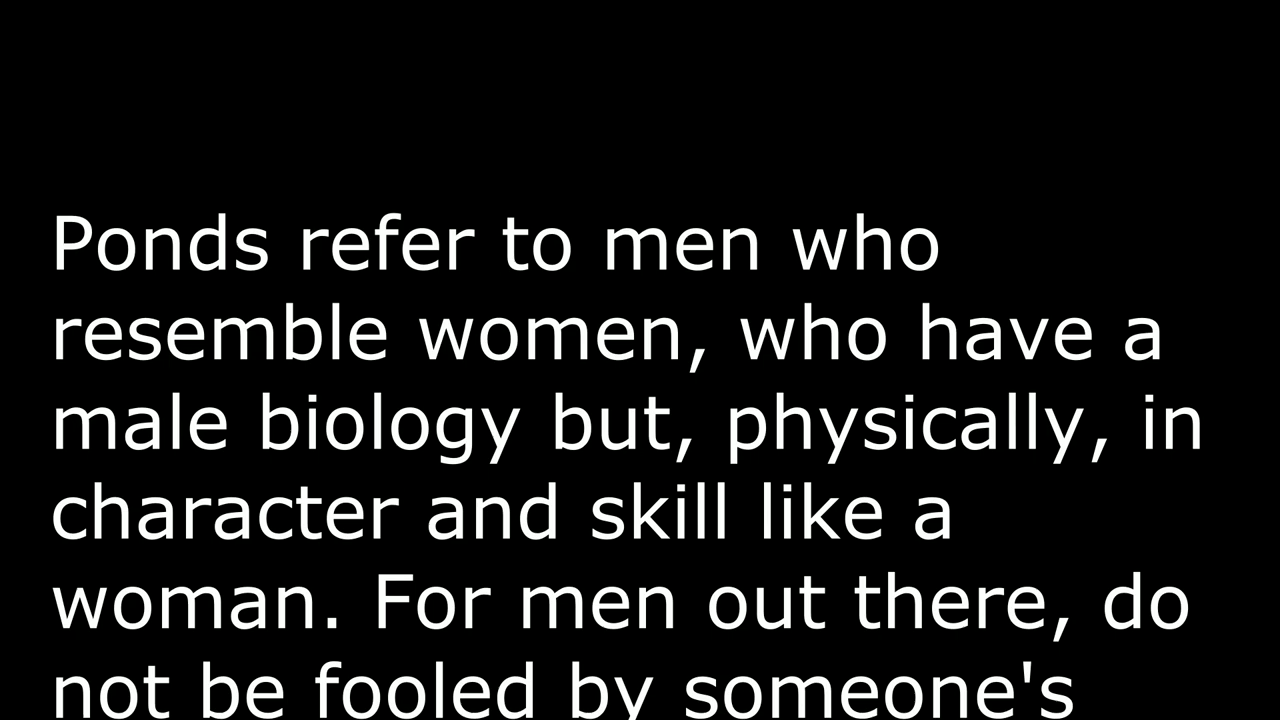 Ponds refer to men who
resemble women, who have a
male biology but, physically, in
character and skill like a
woman. For men out there, do
not be fooled by someone's